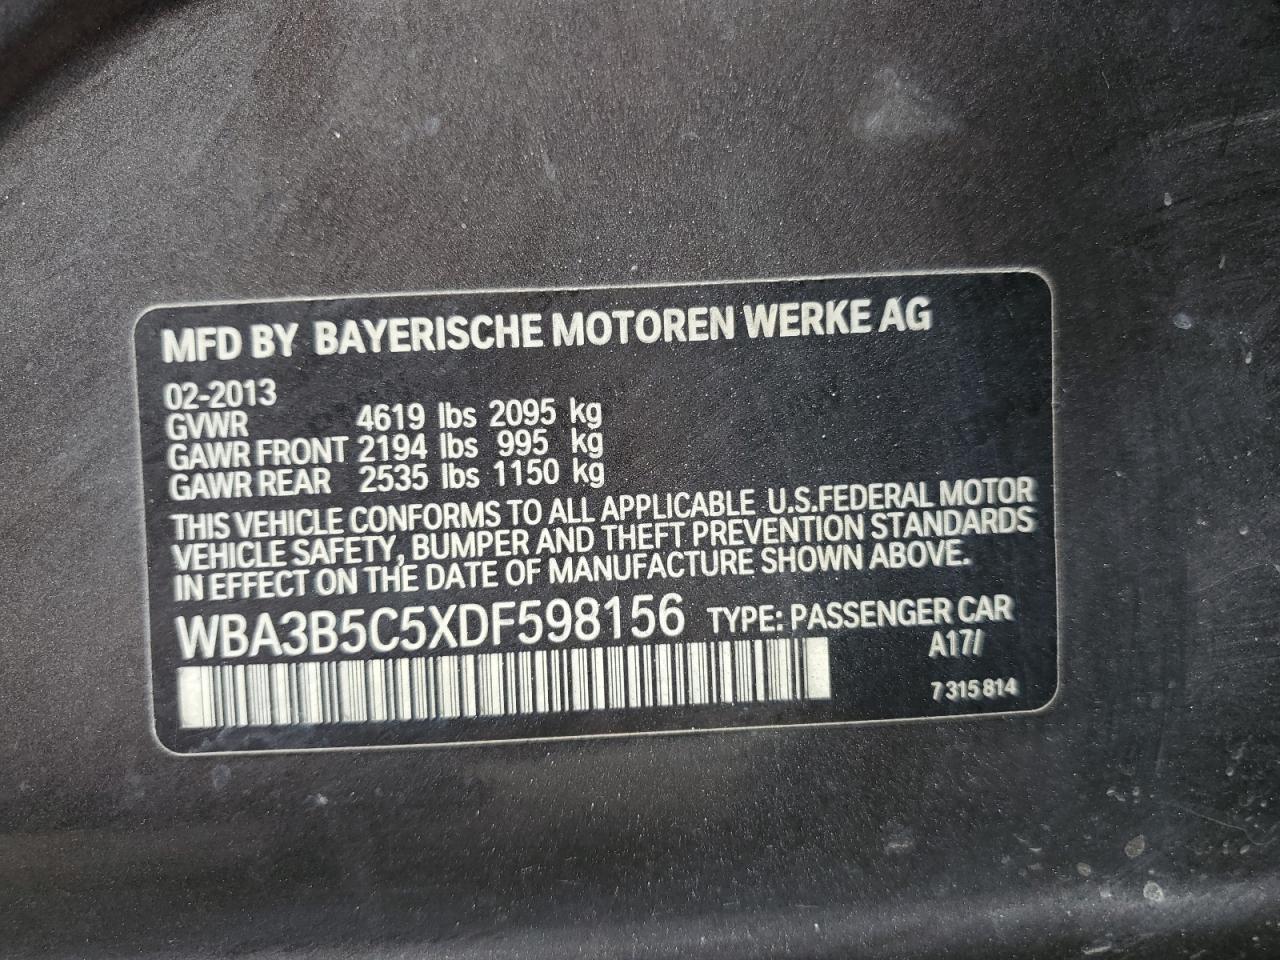 MFD BY BAYERISCHE MOTOREN WERKE AG
02-2013
GVWR 4619 lbs 2095 kg
GAWR FRONT 2194 lbs 995 kg
GAWR REAR 2535 lbs 1150 kg
THIS VEHICLE CONFORMS TO ALL APPLICABLE U.S.FEDERAL MOTOR
VEHICLE SAFETY, BUMPER AND THEFT PREVENTION STANDARDS
IN EFFECT ON THE DATE OF MANUFACTURE SHOWN ABOVE.
WBA3B5C5XDF598156 TYPE: PASSENGER CAR
A17/
7 315 814